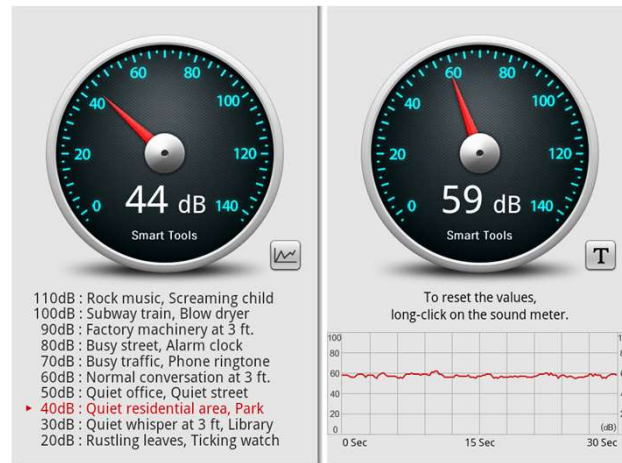 0
20
40
60
80
100
120
140
44 dB
Smart Tools
110dB : Rock music, Screaming child
100dB : Subway train, Blow dryer
90dB : Factory machinery at 3 ft.
80dB : Busy street, Alarm clock
70dB : Busy traffic, Phone ringtone
60dB : Normal conversation at 3 ft.
50dB : Quiet office, Quiet street
40dB : Quiet residential area, Park
30dB : Quiet whisper at 3 ft, Library
20dB : Rustling leaves, Ticking watch
0
20
40
60
80
100
120
140
59 dB
Smart Tools
T
To reset the values,
long-click on the sound meter.
100
80
60
40
20
0
(dB)
0 Sec 15 Sec 30 Sec